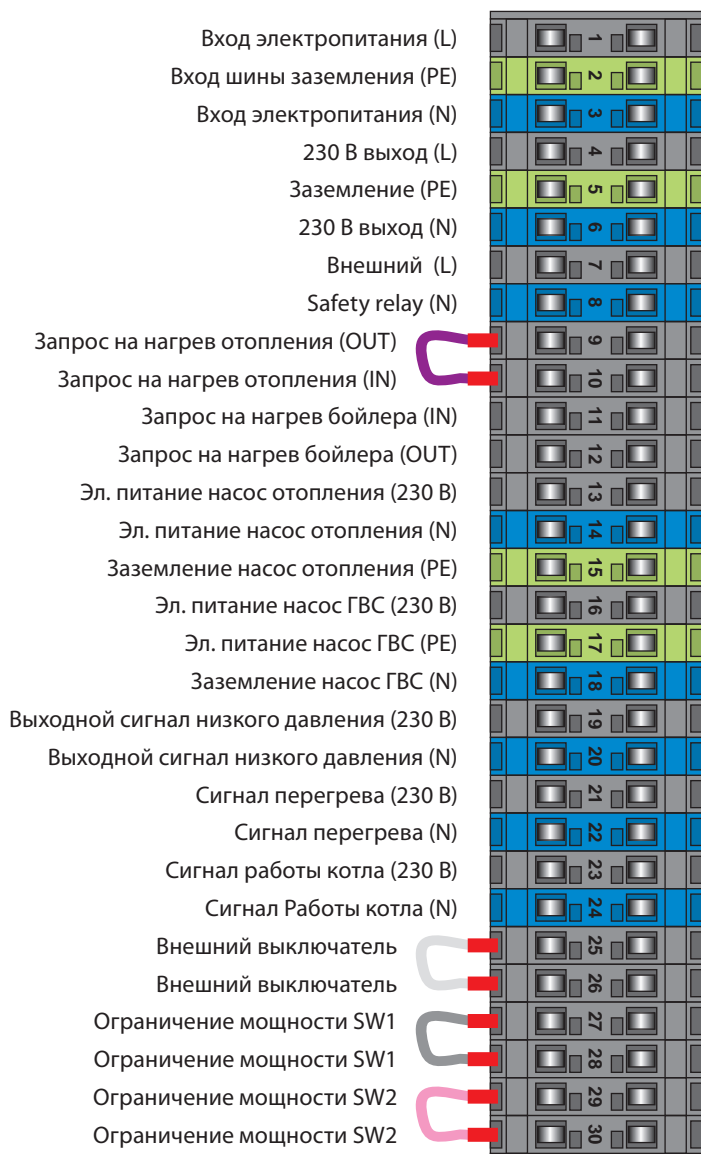 Вход электропитания (L) 1
Вход шины заземления (PE) 2
Вход электропитания (N) 3
230 В выход (L) 4
Заземление (PE) 5
230 В выход (N) 6
Внешний (L) 7
Safety relay (N) 8
Запрос на нагрев отопления (OUT) 9
Запрос на нагрев отопления (IN) 10
Запрос на нагрев бойлера (IN) 11
Запрос на нагрев бойлера (OUT) 12
Эл. питание насос отопления (230 В) 13
Эл. питание насос отопления (N) 14
Заземление насос отопления (PE) 15
Эл. питание насос ГВС (230 В) 16
Эл. питание насос ГВС (PE) 17
Заземление насос ГВС (N) 18
Выходной сигнал низкого давления (230 В) 19
Выходной сигнал низкого давления (N) 20
Сигнал перегрева (230 В) 21
Сигнал перегрева (N) 22
Сигнал работы котла (230 В) 23
Сигнал Работы котла (N) 24
Внешний выключатель 25
Внешний выключатель 26
Ограничение мощности SW1 27
Ограничение мощности SW1 28
Ограничение мощности SW2 29
Ограничение мощности SW2 30